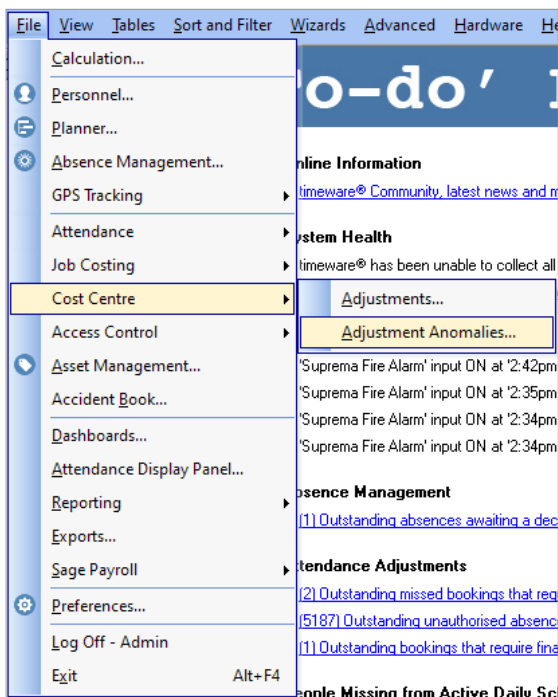 File View Tables Sort and Filter Wizards Advanced Hardware
Calculation...
Personnel...
Planner...
Absence Management...
GPS Tracking
Attendance
Job Costing
Cost Centre
Access Control
Asset Management...
Accident Book...
Dashboards...
Attendance Display Panel...
Reporting
Exports...
Sage Payroll
Preferences...
Log Off - Admin
Exit Alt+F4
Adjustments...
Adjustment Anomalies...
o-do'
nline Information
timeware® Community, latest news and
ystem Health
timeware® has been unable to collect all
'Suprema Fire Alarm' input ON at '2:42pm
'Suprema Fire Alarm' input ON at '2:35pm
'Suprema Fire Alarm' input ON at '2:34pm
'Suprema Fire Alarm' input ON at '2:34pm
bsence Management
(1) Outstanding absences awaiting a dec
ttendance Adjustments
(2) Outstanding missed bookings that req
(5187) Outstanding unauthorised absenc
(1) Outstanding bookings that require fina
eople Missing from Active Daily Sc